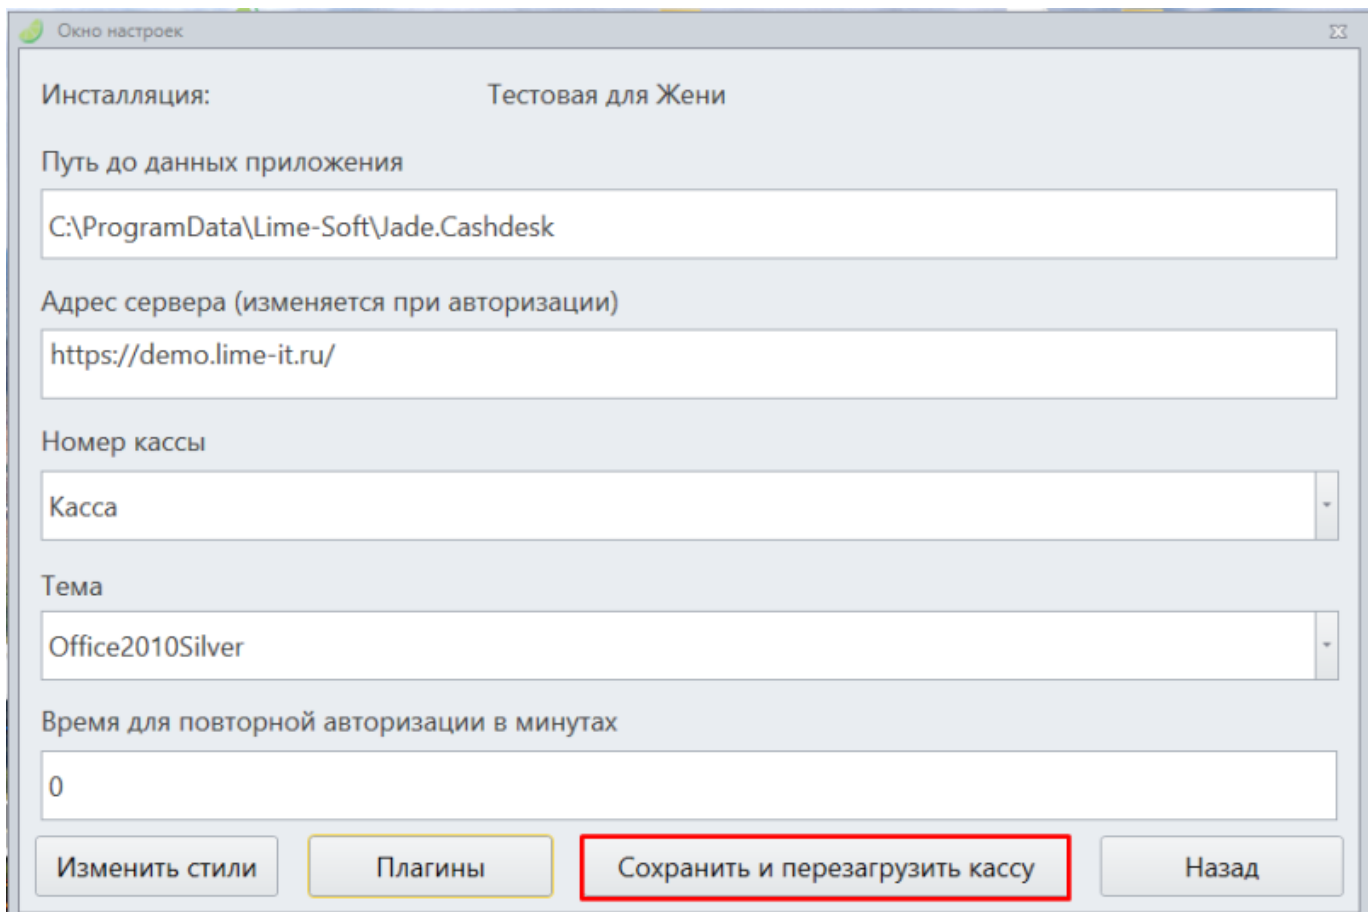 Окно настроек
Инсталляция: Тестовая для Жени
Путь до данных приложения
C:\ProgramData\Lime-Soft\Jade.Cashdesk
Адрес сервера (изменяется при авторизации)
https://demo.lime-it.ru/
Номер кассы
Касса
Тема
Office2010Silver
Время для повторной авторизации в минутах
0
Изменить стили Плагины Сохранить и перезагрузить кассу Назад